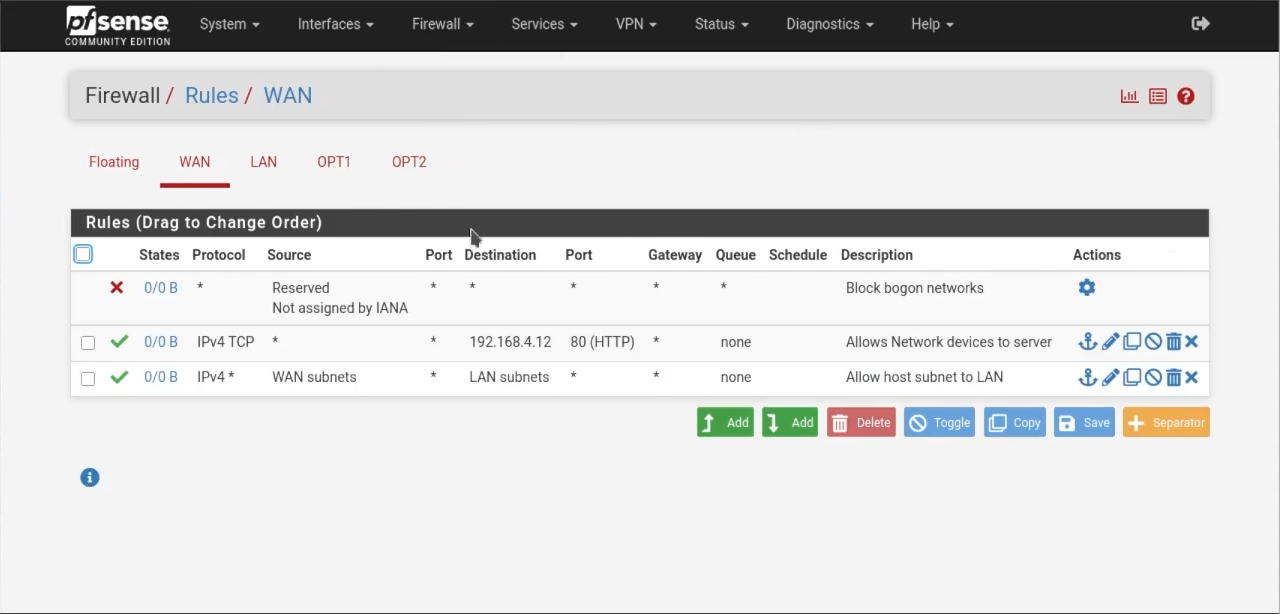 pfsense
COMMUNITY EDITION
System Interfaces Firewall Services VPN Status Diagnostics Help
Firewall / Rules / WAN
Floating WAN LAN OPT1 OPT2
Rules (Drag to Change Order)
States Protocol Source Port Destination Port Gateway Queue Schedule Description Actions
0/0 B * Reserved * * * * * Block bogon networks
Not assigned by IANA
0/0 B IPv4 TCP * * 192.168.4.12 80 (HTTP) * none Allows Network devices to server
0/0 B IPv4 * WAN subnets * LAN subnets * * none Allow host subnet to LAN
Add Add Delete Toggle Copy Save Separator